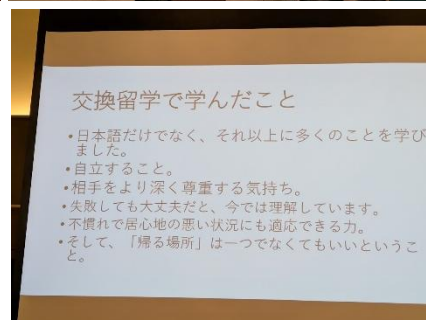 交換留学で学んだこと
•日本語だけでなく、それ以上に多くのことを学び
ました。
•自立すること。
•相手をより深く尊重する気持ち。
•失敗しても大丈夫だと、今では理解しています。
•不慣れで居心地の悪い状況にも適応できる力。
•そして、「帰る場所」は一つでなくてもいいというこ
と。